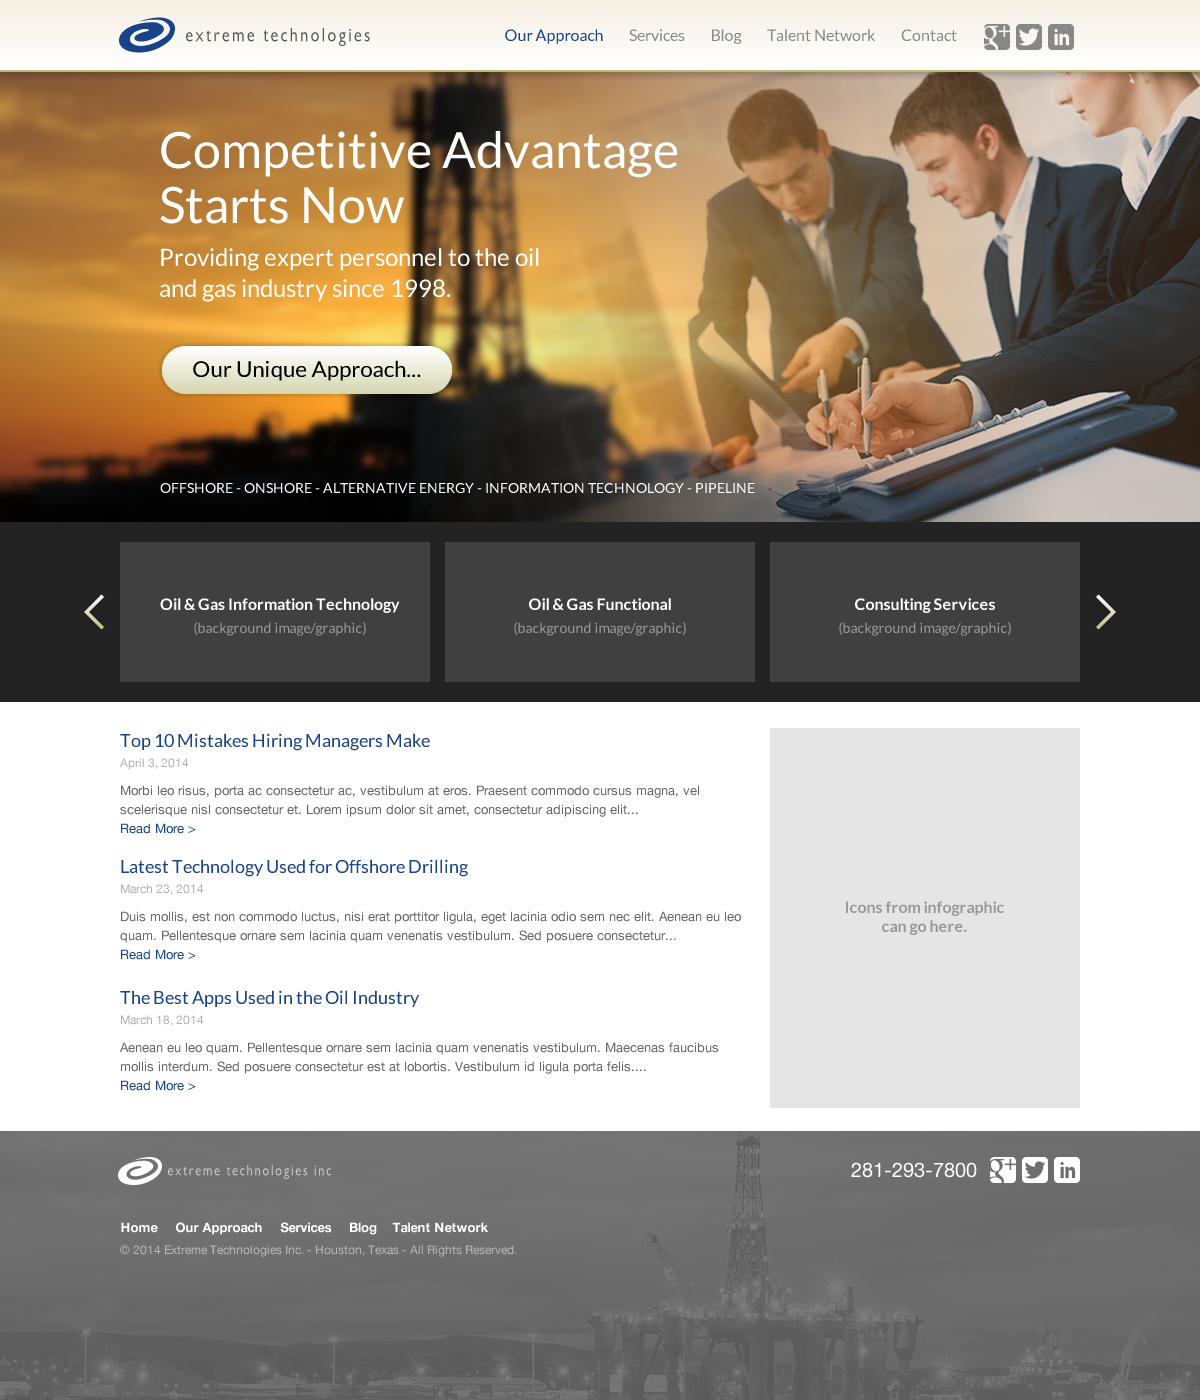 extreme technologies
Our Approach Services Blog Talent Network Contact
Competitive Advantage
Starts Now
Providing expert personnel to the oil
and gas industry since 1998.
Our Unique Approach...
OFFSHORE - ONSHORE - ALTERNATIVE ENERGY - INFORMATION TECHNOLOGY - PIPELINE
Oil & Gas Information Technology
(background image/graphic)
Oil & Gas Functional
(background image/graphic)
Consulting Services
(background image/graphic)
Top 10 Mistakes Hiring Managers Make
April 3, 2014
Morbi leo risus, porta ac consectetur ac, vestibulum at eros. Praesent commodo cursus magna, vel
scelerisque nisl consectetur et. Lorem ipsum dolor sit amet, consectetur adipiscing elit...
Read More >
Latest Technology Used for Offshore Drilling
March 23, 2014
Duis mollis, est non commodo luctus, nisi erat porttitor ligula, eget lacinia odio sem nec elit. Aenean eu leo
quam. Pellentesque ornare sem lacinia quam venenatis vestibulum. Sed posuere consectetur...
Read More >
The Best Apps Used in the Oil Industry
March 18, 2014
Aenean eu leo quam. Pellentesque ornare sem lacinia quam venenatis vestibulum. Maecenas faucibus
mollis interdum. Sed posuere consectetur est at lobortis. Vestibulum id ligula porta felis....
Read More >
Icons from infographic
can go here.
extreme technologies inc
281-293-7800
Home Our Approach Services Blog Talent Network
© 2014 Extreme Technologies Inc. - Houston, Texas - All Rights Reserved.